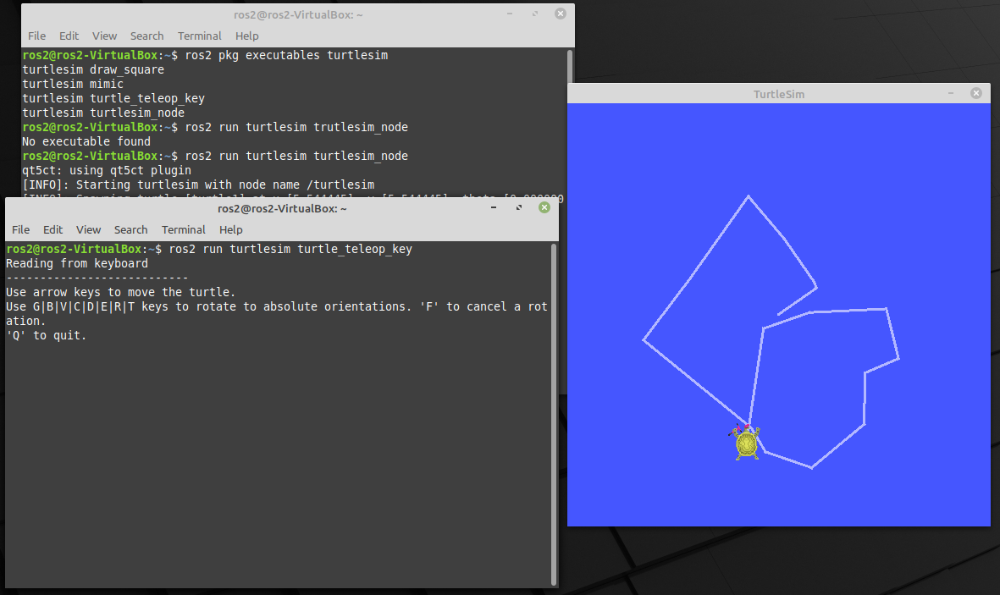 ros2@ros2-VirtualBox: ~
File Edit View Search Terminal Help
ros2@ros2-VirtualBox:~$ ros2 pkg executables turtlesim
turtlesim draw_square
turtlesim mimic
turtlesim turtle_teleop_key
turtlesim turtlesim_node
ros2@ros2-VirtualBox:~$ ros2 run turtlesim trutlesim_node
No executable found
ros2@ros2-VirtualBox:~$ ros2 run turtlesim turtlesim_node
qt5ct: using qt5ct plugin
[INFO]: Starting turtlesim with node name /turtlesim
[INFO]: Spawning turtle [turtle1] at x=[5.544445], y=[5.544445], theta=[0.000000
ros2@ros2-VirtualBox: ~
File Edit View Search Terminal Help
ros2@ros2-VirtualBox:~$ ros2 run turtlesim turtle_teleop_key
Reading from keyboard
---------------------------
Use arrow keys to move the turtle.
Use G|B|V|C|D|E|R|T keys to rotate to absolute orientations. 'F' to cancel a rot
ation.
'Q' to quit.
TurtleSim